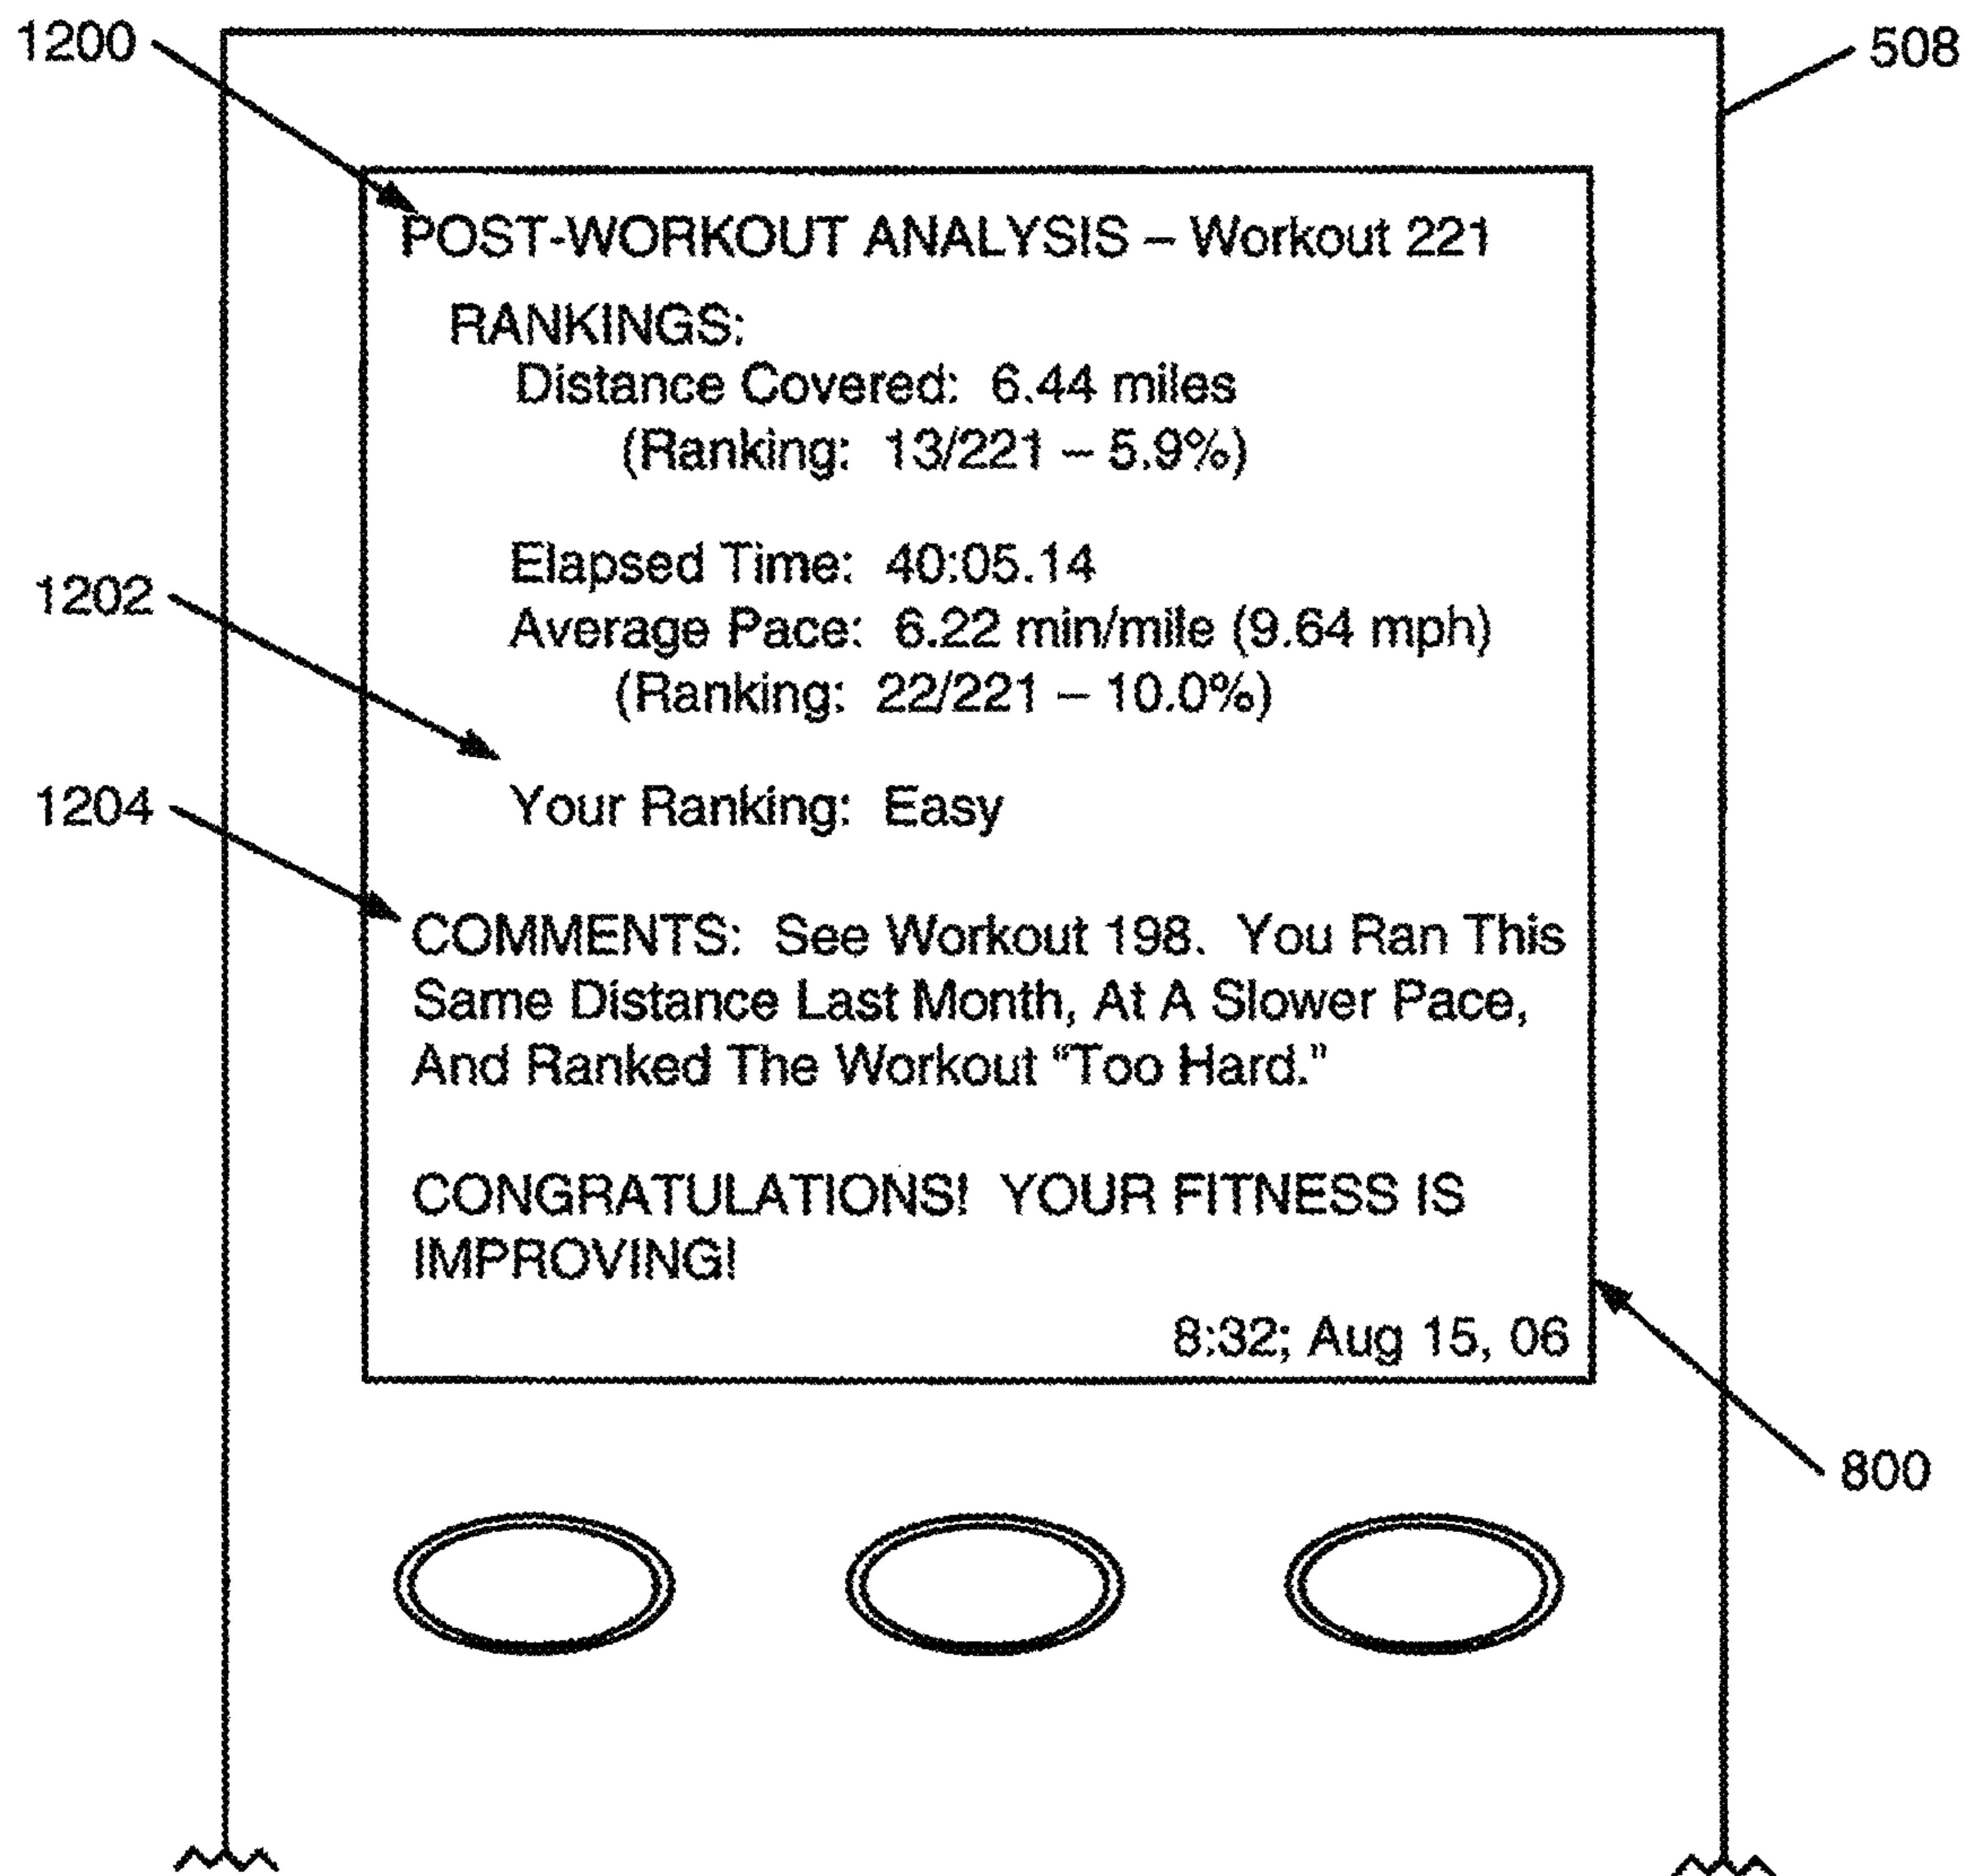 1200
508
POST-WORKOUT ANALYSIS – Workout 221
RANKINGS:
Distance Covered: 6.44 miles
(Ranking: 13/221 – 5.9%)
Elapsed Time: 40:05.14
1202
Average Pace: 6.22 min/mile (9.64 mph)
(Ranking: 22/221 – 10.0%)
Your Ranking: Easy
1204
COMMENTS: See Workout 198. You Ran This
Same Distance Last Month, At A Slower Pace,
And Ranked The Workout "Too Hard."
CONGRATULATIONS! YOUR FITNESS IS
IMPROVING!
8:32; Aug 15, 06
800